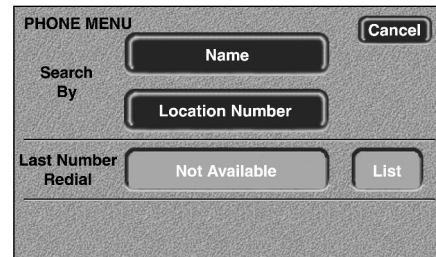 PHONE MENU
Cancel
Search
By
Name
Location Number
Last Number
Redial
Not Available
List